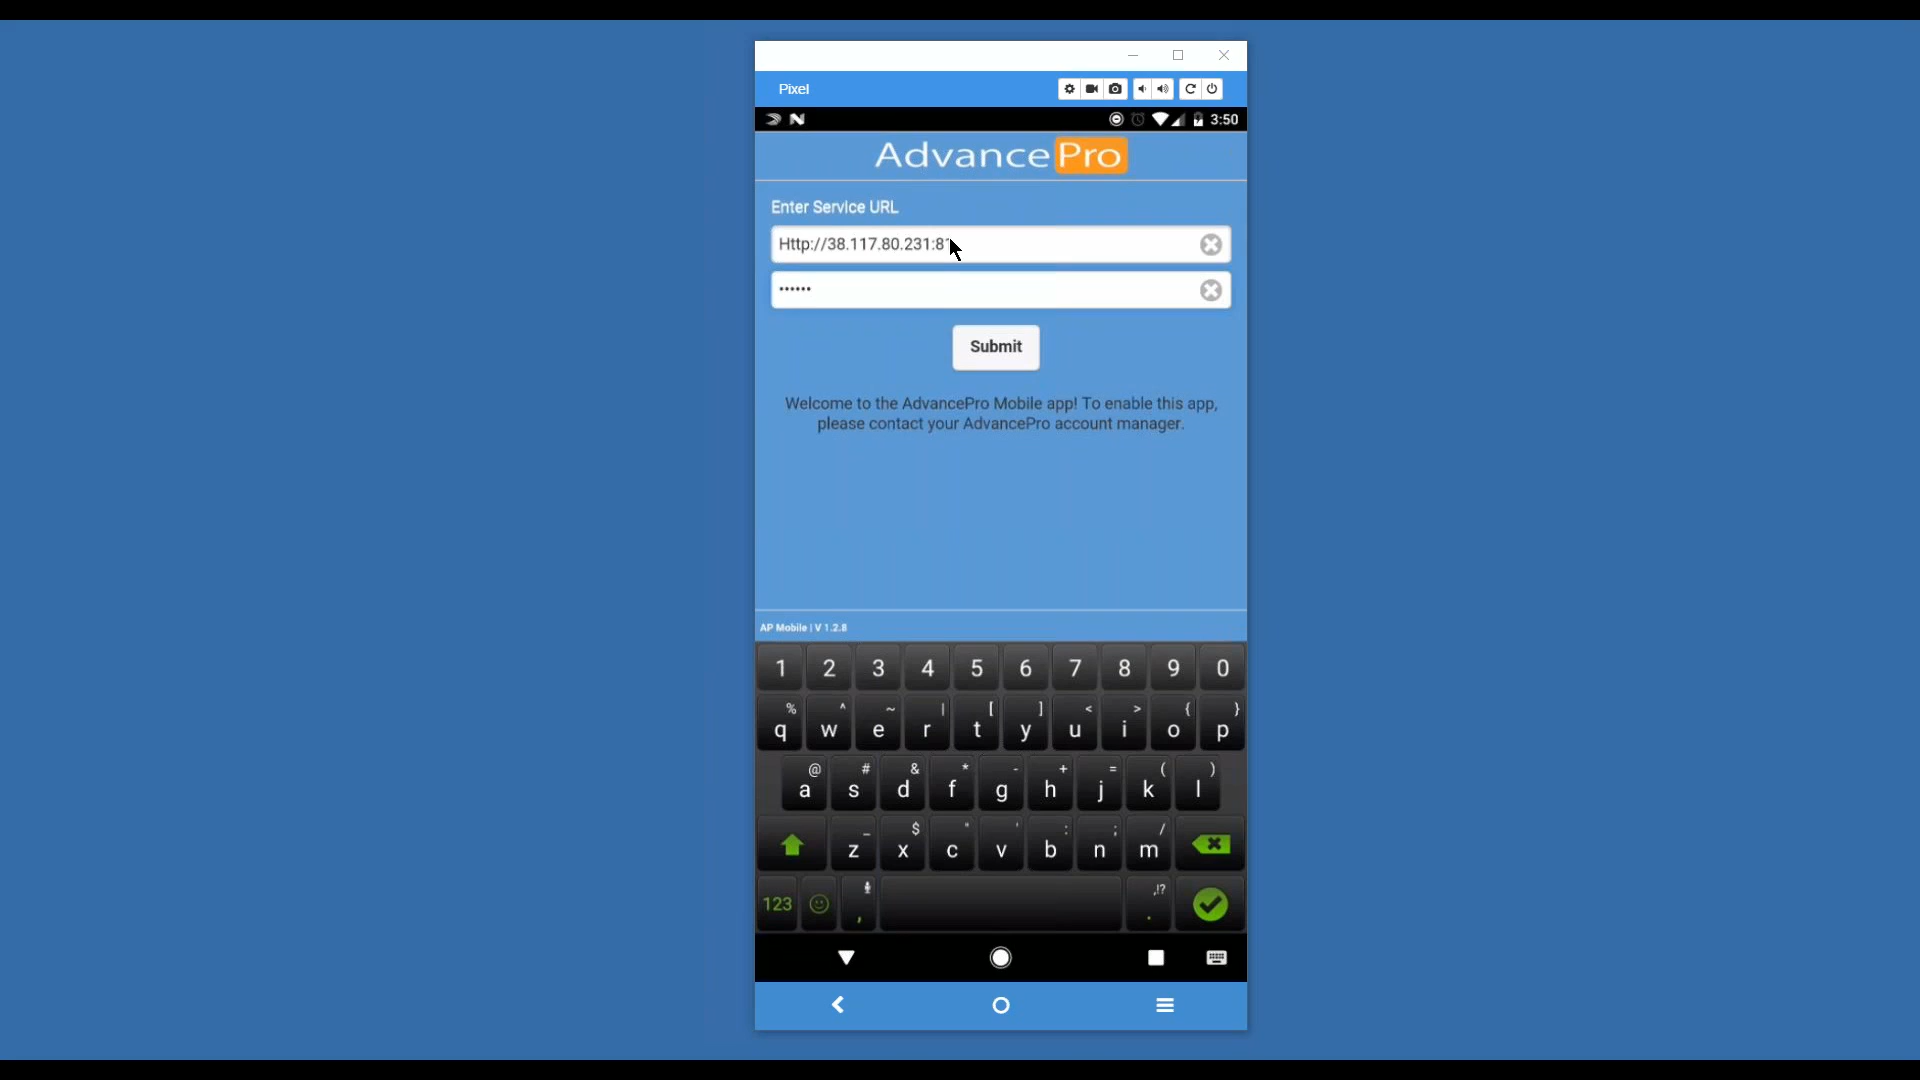 Pixel
3:50
AdvancePro
Enter Service URL
Http://38.117.80.231:8
••••••
Submit
Welcome to the AdvancePro Mobile app! To enable this app,
please contact your AdvancePro account manager.
AP Mobile | V 1.2.8
1 2 3 4 5 6 7 8 9 0
% ^ ~ | [ ] < > { }
q w e r t y u i o p
@ # & * - + = ( )
a s d f g h j k l
_ $ " ' : ; /
z x c v b n m
,!?
123 , .